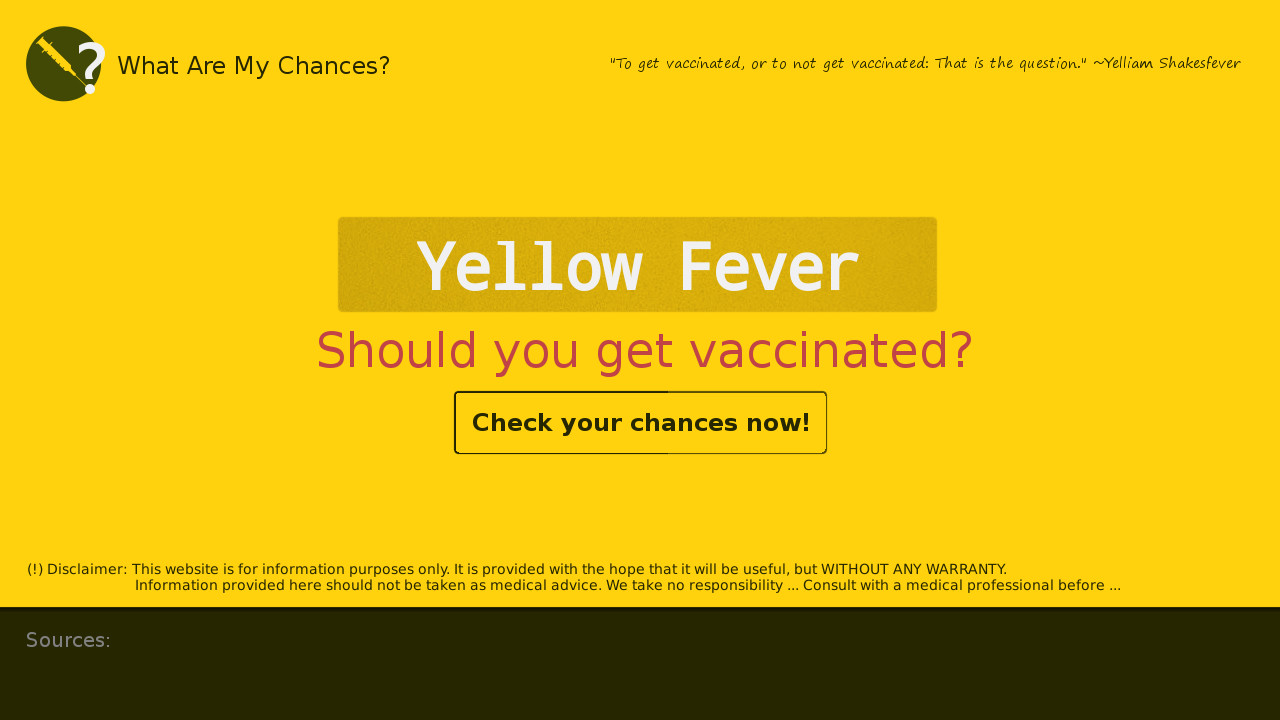 What Are My Chances?
"To get vaccinated, or to not get vaccinated: That is the question." ~Yelliam Shakesfever
Yellow Fever
Should you get vaccinated?
Check your chances now!
(!) Disclaimer: This website is for information purposes only. It is provided with the hope that it will be useful, but WITHOUT ANY WARRANTY.
Information provided here should not be taken as medical advice. We take no responsibility ... Consult with a medical professional before ...
Sources: